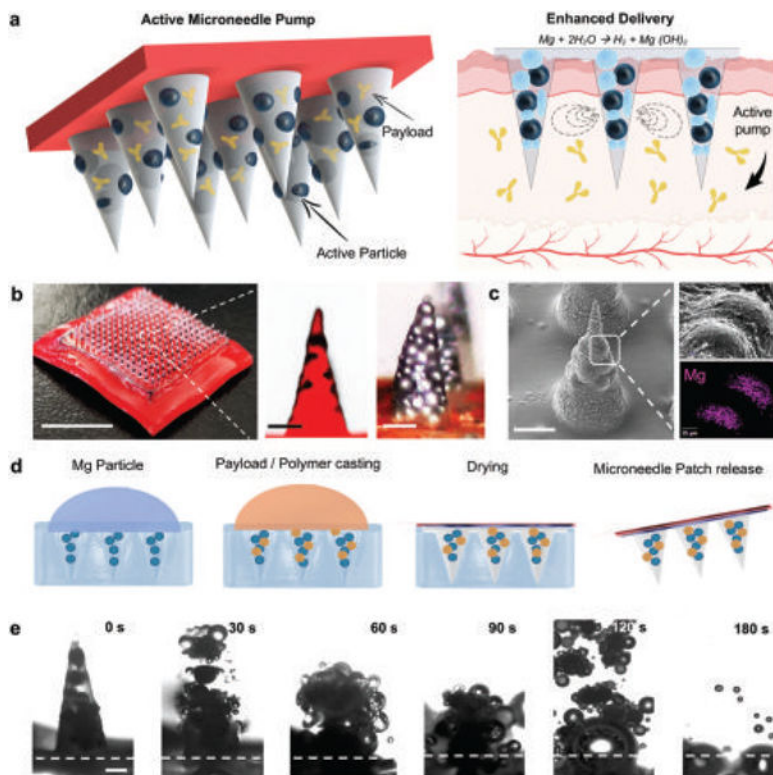 a
Active Microneedle Pump
Payload
Active Particle
Enhanced Delivery
Mg + 2H₂O → H₂ + Mg (OH)₂
Active
pump
b
c
Mg
d
Mg Particle
Payload / Polymer casting
Drying
Microneedle Patch release
e
0 s
30 s
60 s
90 s
120 s
180 s